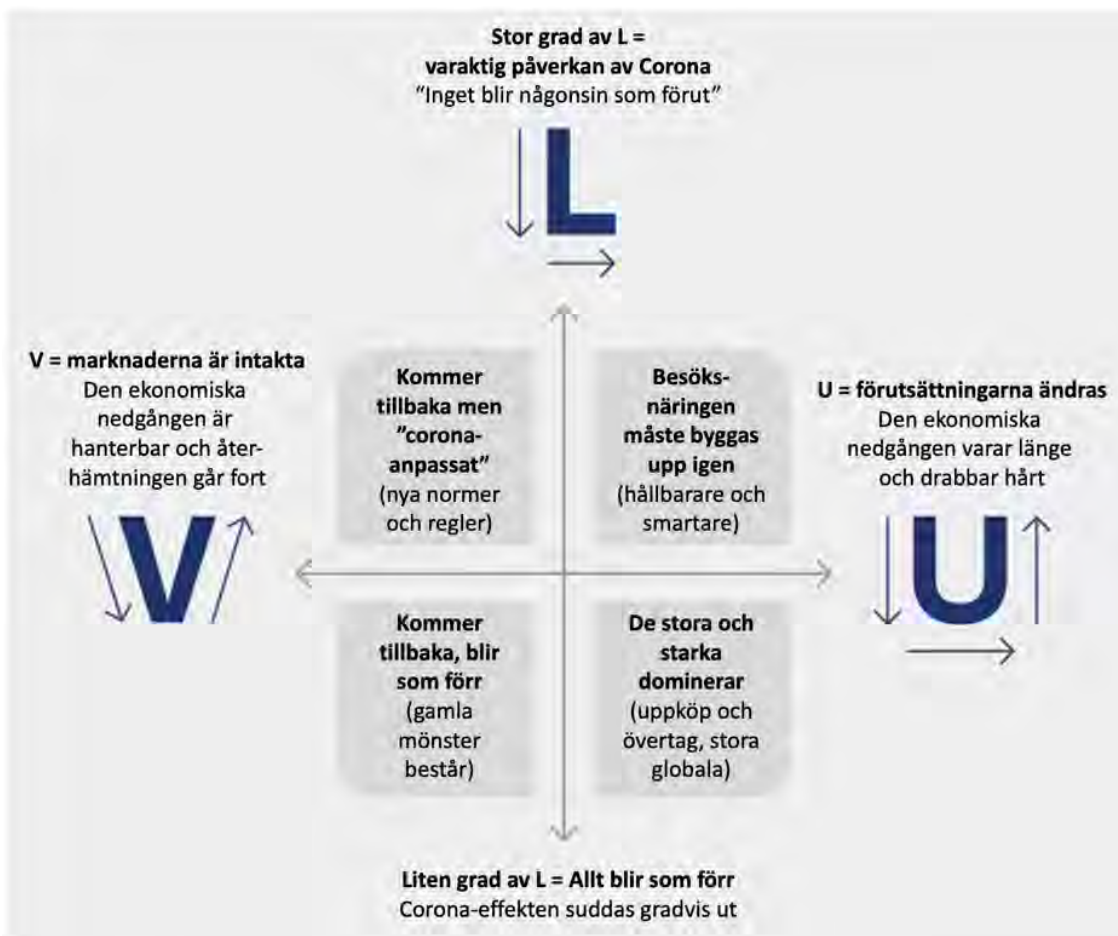 Stor grad av L =
varaktig påverkan av Corona
“Inget blir någonsin som förut”
L
V = marknaderna är intakta
Den ekonomiska
nedgången är
hanterbar och åter-
hämtningen går fort
V
Kommer
tillbaka men
”corona-
anpassat”
(nya normer
och regler)
Besöks-
näringen
måste byggas
upp igen
(hållbarare och
smartare)
U = förutsättningarna ändras
Den ekonomiska
nedgången varar länge
och drabbar hårt
U
Kommer
tillbaka, blir
som förr
(gamla
mönster
består)
De stora och
starka
dominerar
(uppköp och
övertag, stora
globala)
Liten grad av L = Allt blir som förr
Corona-effekten suddas gradvis ut